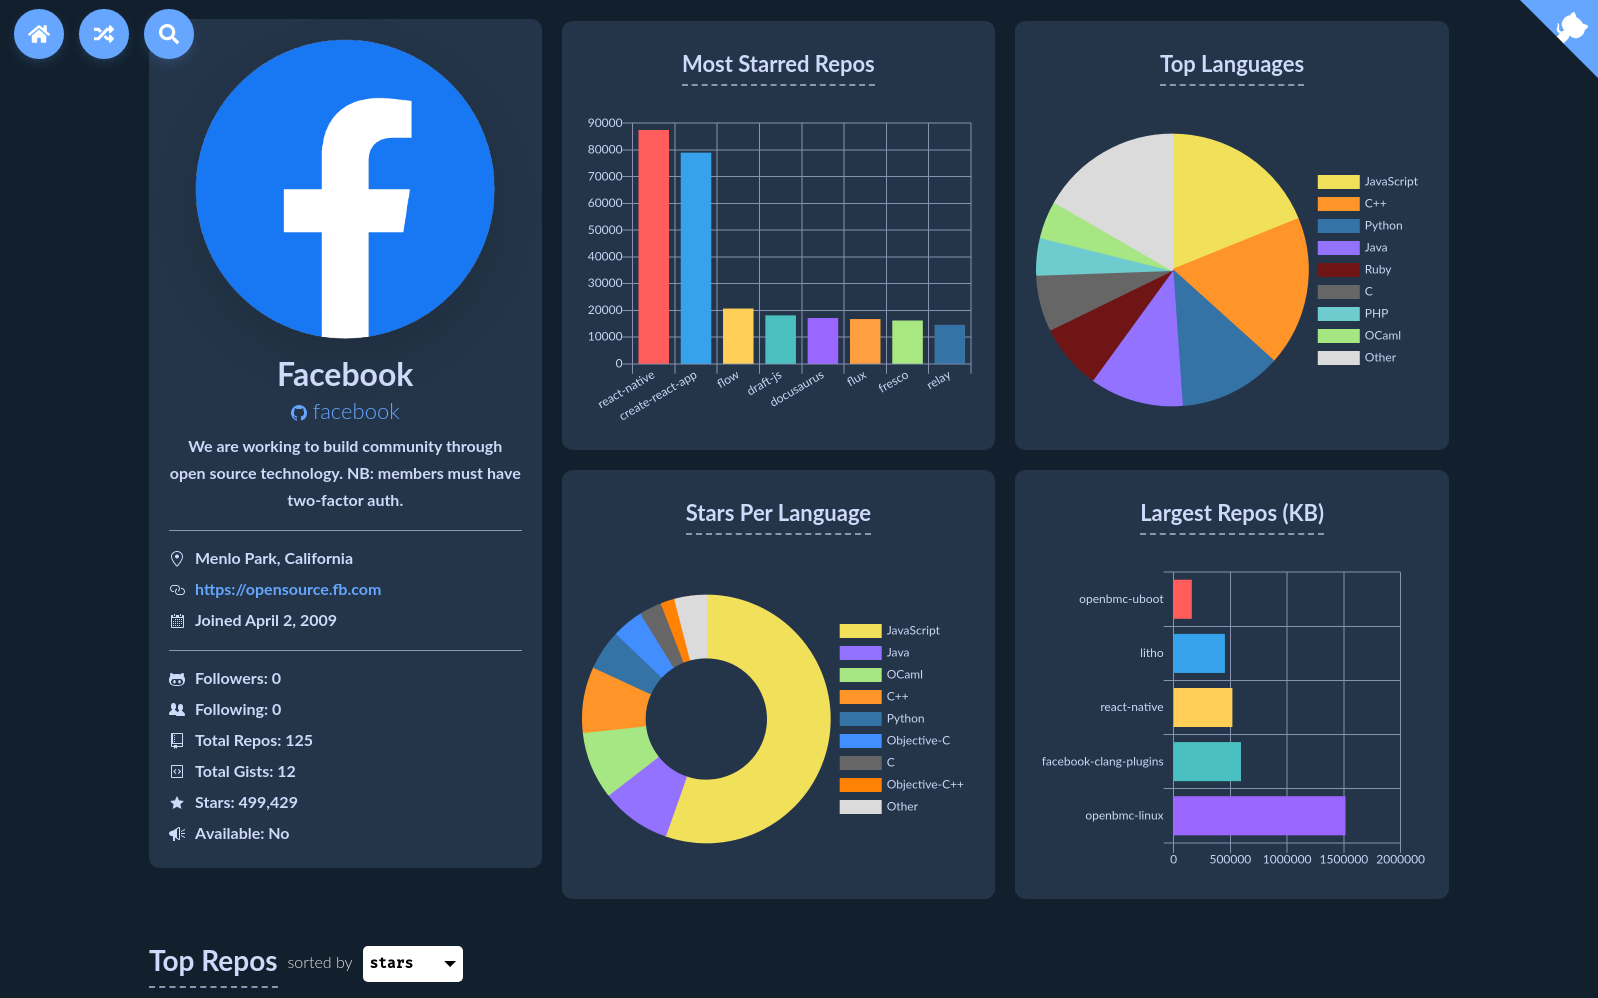 Facebook
facebook
We are working to build community through
open source technology. NB: members must have
two-factor auth.
Menlo Park, California
https://opensource.fb.com
Joined April 2, 2009
Followers: 0
Following: 0
Total Repos: 125
Total Gists: 12
Stars: 499,429
Available: No
Most Starred Repos
90000
80000
70000
60000
50000
40000
30000
20000
10000
0
react-native
create-react-app
flow
draft-js
docusaurus
flux
fresco
relay
Top Languages
JavaScript
C++
Python
Java
Ruby
C
PHP
OCaml
Other
Stars Per Language
JavaScript
Java
OCaml
C++
Python
Objective-C
C
Objective-C++
Other
Largest Repos (KB)
openbmc-uboot
litho
react-native
facebook-clang-plugins
openbmc-linux
0 500000 1000000 1500000 2000000
Top Repos sorted by stars